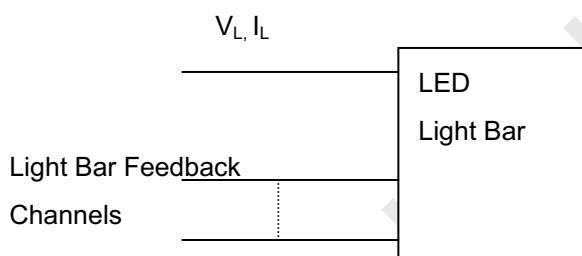 V_L, I_L
LED
Light Bar
Light Bar Feedback
Channels